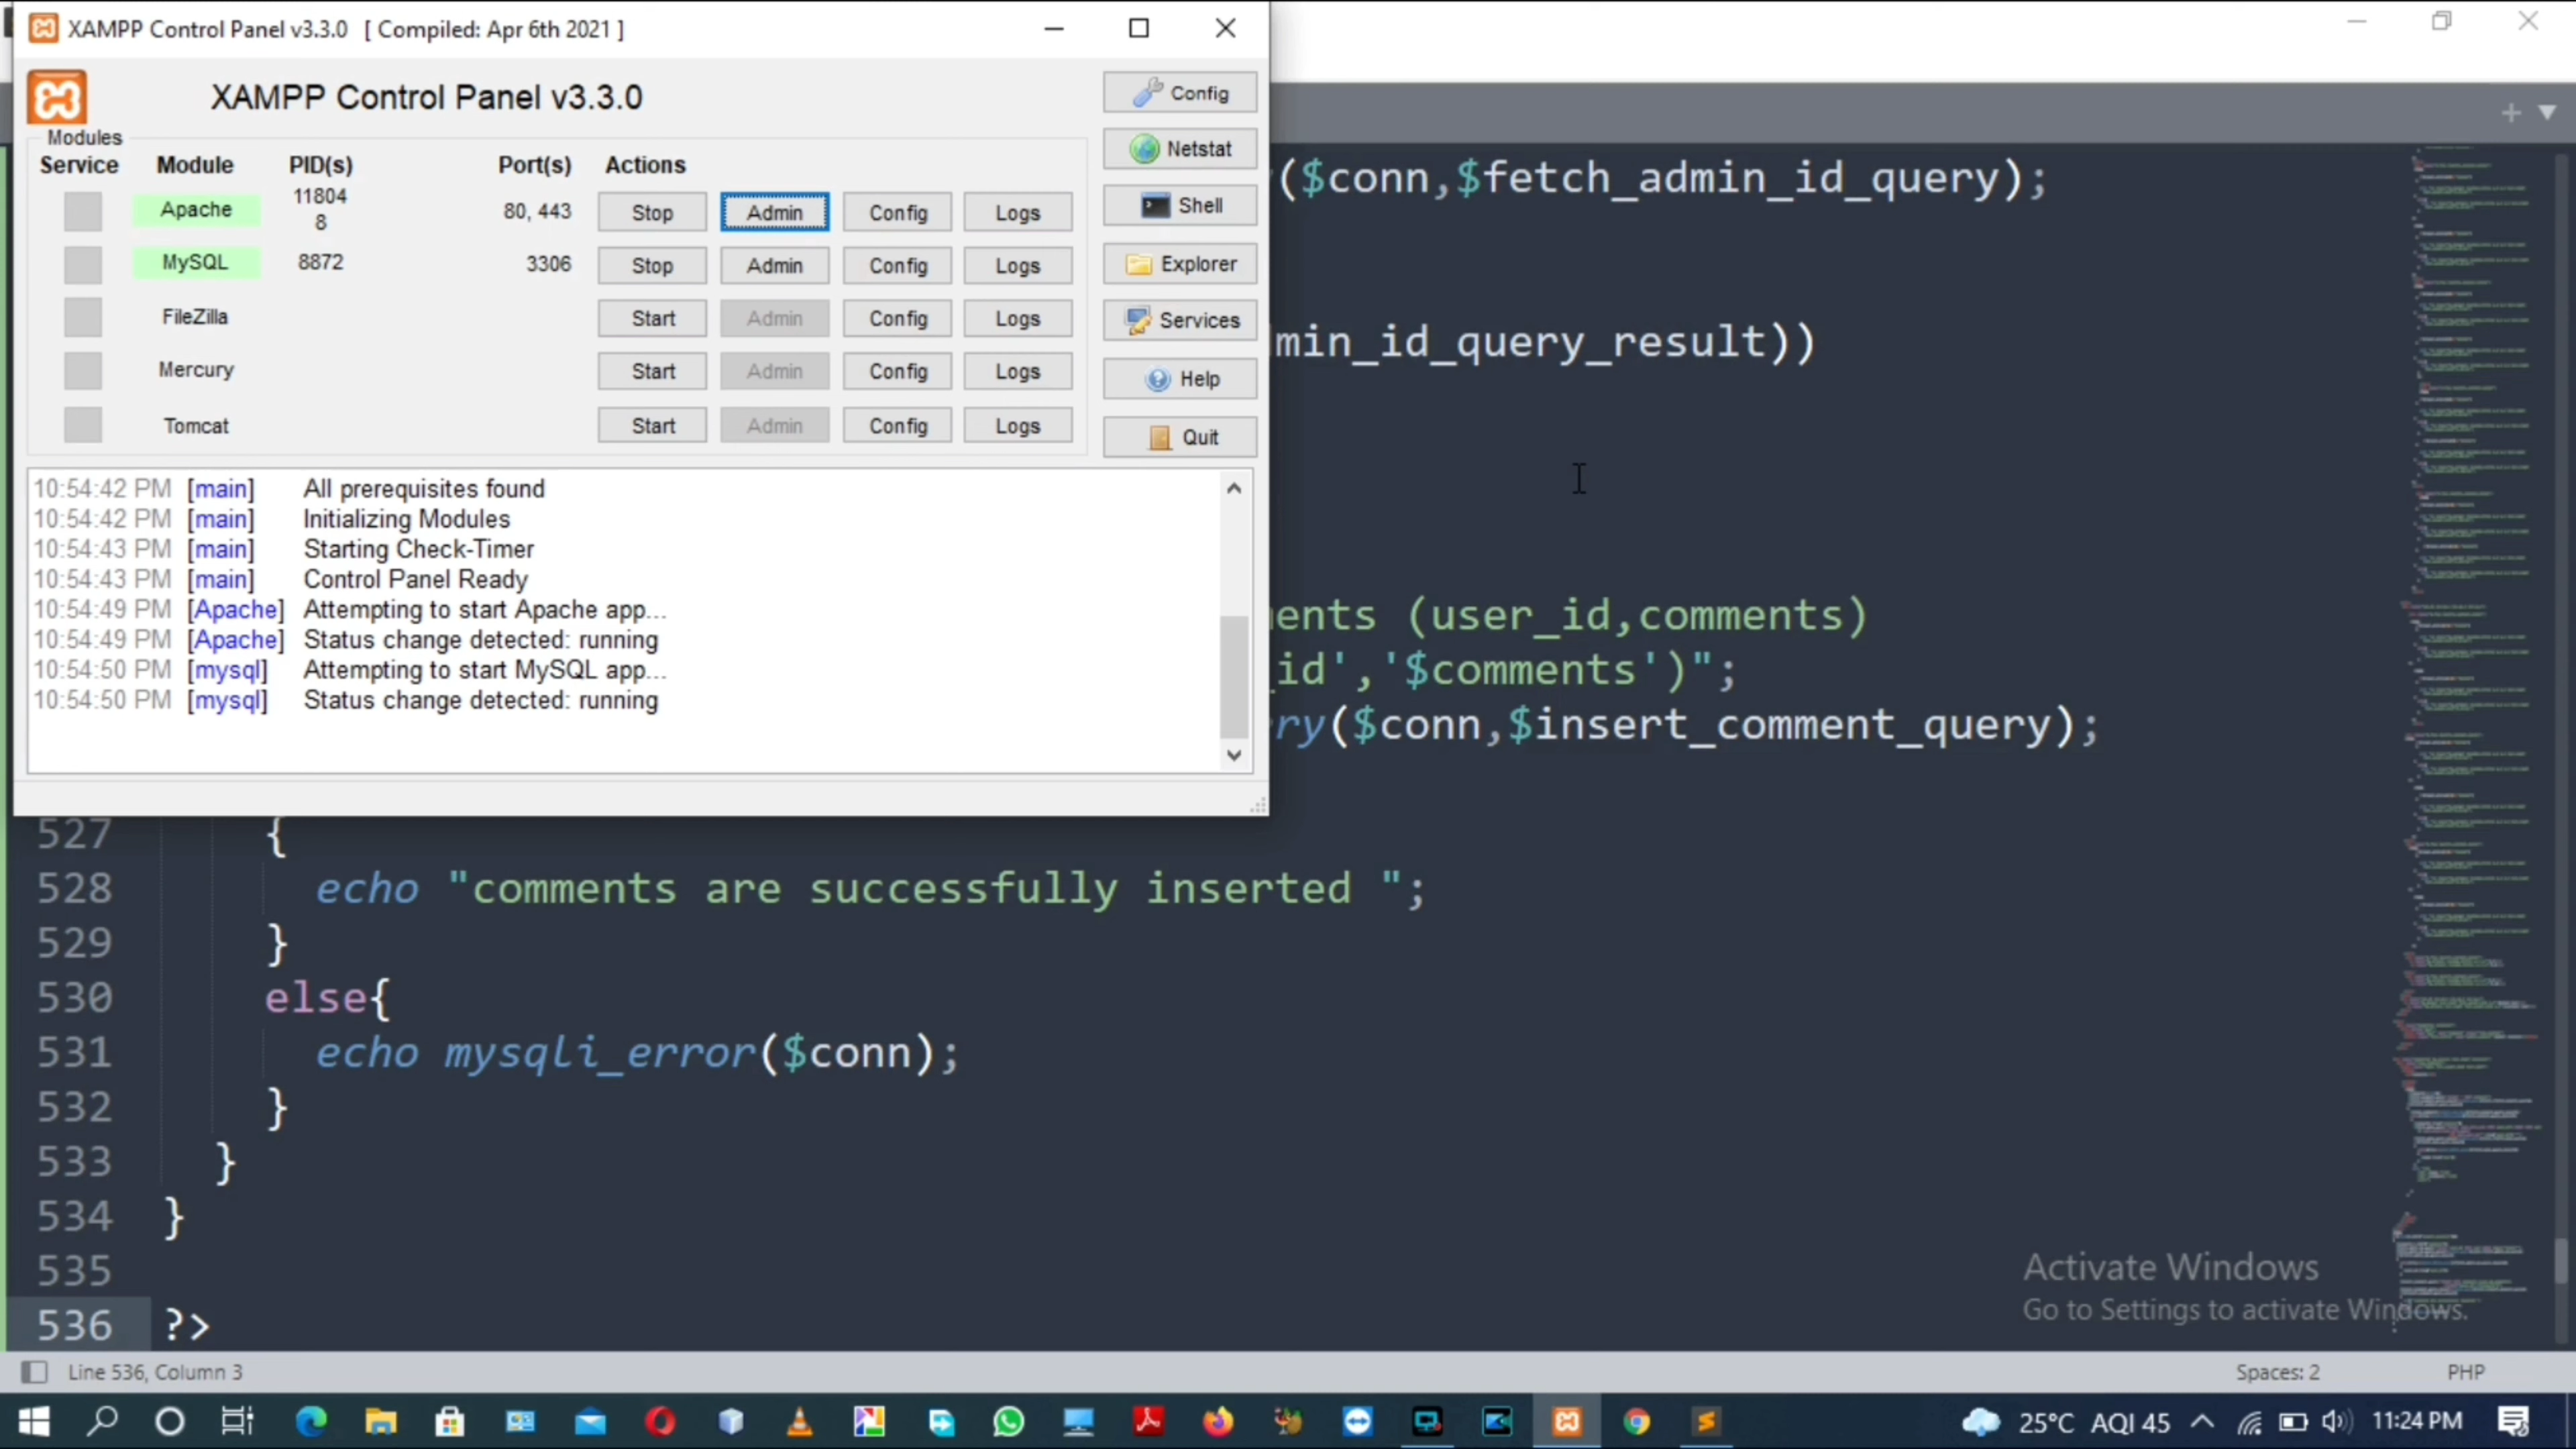 XAMPP Control Panel v3.3.0 [ Compiled: Apr 6th 2021 ]
XAMPP Control Panel v3.3.0
Config
Modules
Service Module PID(s) Port(s) Actions
Netstat
Apache 11804 8 80, 443 Stop Admin Config Logs
Shell
MySQL 8872 3306 Stop Admin Config Logs
Explorer
FileZilla Start Admin Config Logs
Services
Mercury Start Admin Config Logs
Help
Tomcat Start Admin Config Logs
Quit
10:54:42 PM [main] All prerequisites found
10:54:42 PM [main] Initializing Modules
10:54:43 PM [main] Starting Check-Timer
10:54:43 PM [main] Control Panel Ready
10:54:49 PM [Apache] Attempting to start Apache app...
10:54:49 PM [Apache] Status change detected: running
10:54:50 PM [mysql] Attempting to start MySQL app...
10:54:50 PM [mysql] Status change detected: running
($conn,$fetch_admin_id_query);
min_id_query_result))
ents (user_id,comments)
_id','$comments')";
ry($conn,$insert_comment_query);
527 {
528 echo "comments are successfully inserted ";
529 }
530 else{
531 echo mysqli_error($conn);
532 }
533 }
534 }
535
536 ?>
Activate Windows
Go to Settings to activate Windows.
Line 536, Column 3 Spaces: 2 PHP
25°C AQI 45 11:24 PM